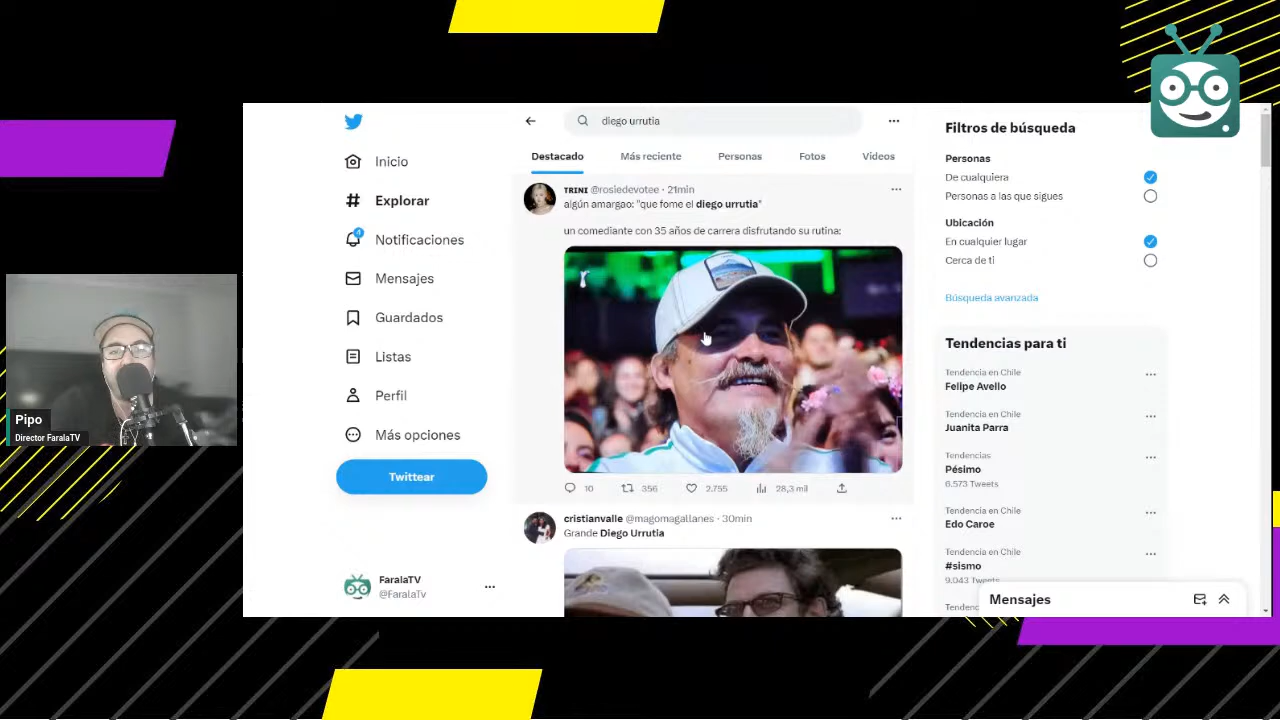 diego urrutia
Destacado
Más reciente
Personas
Fotos
Videos
Inicio
Explorar
Notificaciones
Mensajes
Guardados
Listas
Perfil
Más opciones
Twittear
FaralaTV
@FaralaTv
TRINI @rosiedevotee · 21min
algún amargao: "que fome el diego urrutia"
un comediante con 35 años de carrera disfrutando su rutina:
10
356
2.755
28,3 mil
cristianvalle @magomagallanes · 30min
Grande Diego Urrutia
Filtros de búsqueda
Personas
De cualquiera
Personas a las que sigues
Ubicación
En cualquier lugar
Cerca de ti
Búsqueda avanzada
Tendencias para ti
Tendencia en Chile
Felipe Avello
Tendencia en Chile
Juanita Parra
Tendencias
Pésimo
6.573 Tweets
Tendencia en Chile
Edo Caroe
Tendencia en Chile
#sismo
9.043 Tweets
Mensajes
Pipo
Director FaralaTV